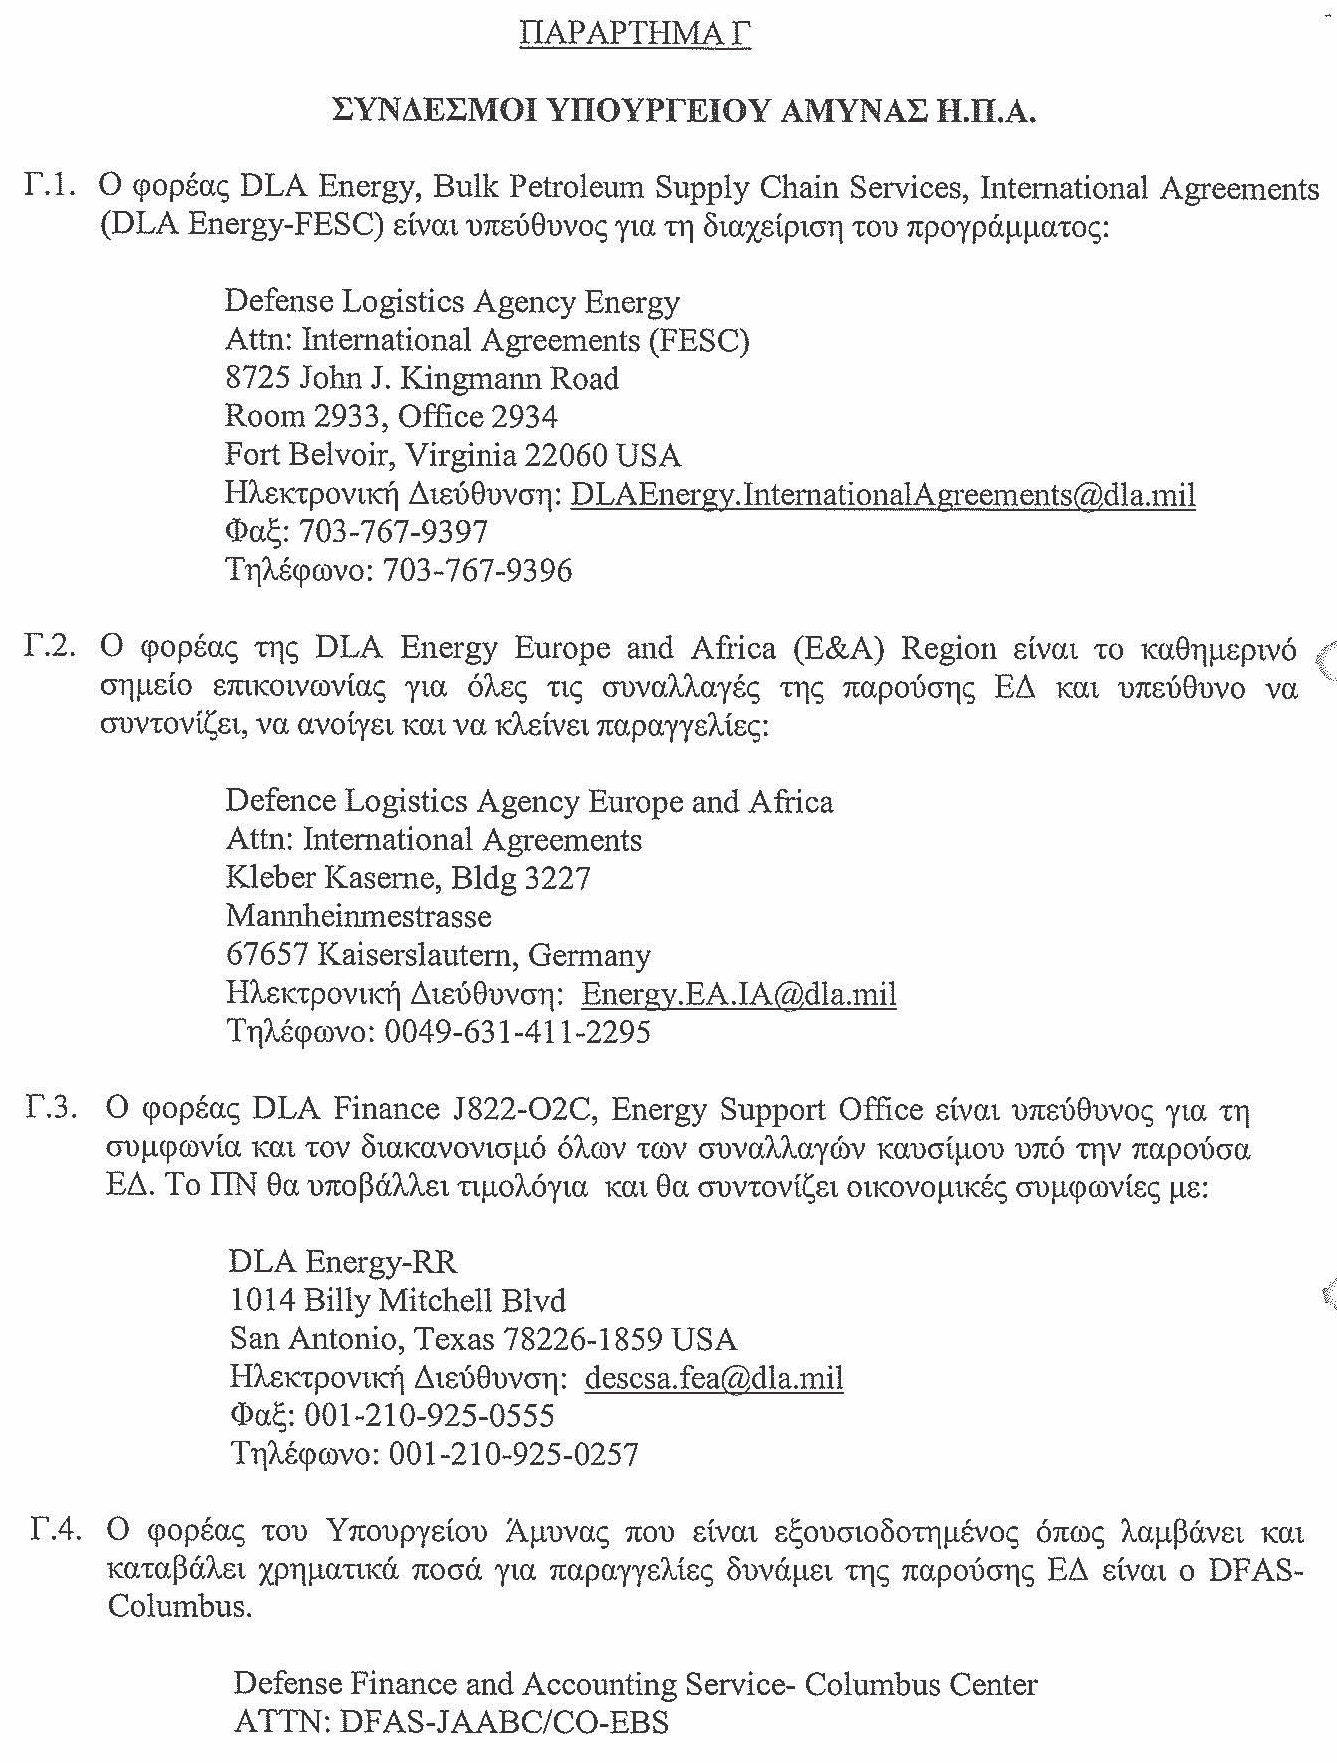 ΠΑΡΑΡΤΗΜΑ Γ
ΣΥΝΔΕΣΜΟΙ ΥΠΟΥΡΓΕΙΟΥ ΑΜΥΝΑΣ Η.Π.Α.
Γ.1. Ο φορέας DLA Energy, Bulk Petroleum Supply Chain Services, International Agreements
(DLA Energy-FESC) είναι υπεύθυνος για τη διαχείριση του προγράμματος:
Defense Logistics Agency Energy
Attn: International Agreements (FESC)
8725 John J. Kingmann Road
Room 2933, Office 2934
Fort Belvoir, Virginia 22060 USA
Ηλεκτρονική Διεύθυνση: DLAEnergy.InternationalAgreements@dla.mil
Φαξ: 703-767-9397
Τηλέφωνο: 703-767-9396
Γ.2. Ο φορέας της DLA Energy Europe and Africa (E&A) Region είναι το καθημερινό
σημείο επικοινωνίας για όλες τις συναλλαγές της παρούσης ΕΔ και υπεύθυνο να
συντονίζει, να ανοίγει και να κλείνει παραγγελίες:
Defence Logistics Agency Europe and Africa
Attn: International Agreements
Kleber Kaserne, Bldg 3227
Mannheinmestrasse
67657 Kaiserslautern, Germany
Ηλεκτρονική Διεύθυνση: Energy.EA.IA@dla.mil
Τηλέφωνο: 0049-631-411-2295
Γ.3. Ο φορέας DLA Finance J822-O2C, Energy Support Office είναι υπεύθυνος για τη
συμφωνία και τον διακανονισμό όλων των συναλλαγών καυσίμου υπό την παρούσα
ΕΔ. Το ΠΝ θα υποβάλλει τιμολόγια και θα συντονίζει οικονομικές συμφωνίες με:
DLA Energy-RR
1014 Billy Mitchell Blvd
San Antonio, Texas 78226-1859 USA
Ηλεκτρονική Διεύθυνση: descsa.fea@dla.mil
Φαξ: 001-210-925-0555
Τηλέφωνο: 001-210-925-0257
Γ.4. Ο φορέας του Υπουργείου Άμυνας που είναι εξουσιοδοτημένος όπως λαμβάνει και
καταβάλει χρηματικά ποσά για παραγγελίες δυνάμει της παρούσης ΕΔ είναι ο DFAS-
Columbus.
Defense Finance and Accounting Service- Columbus Center
ATTN: DFAS-JAABC/CO-EBS